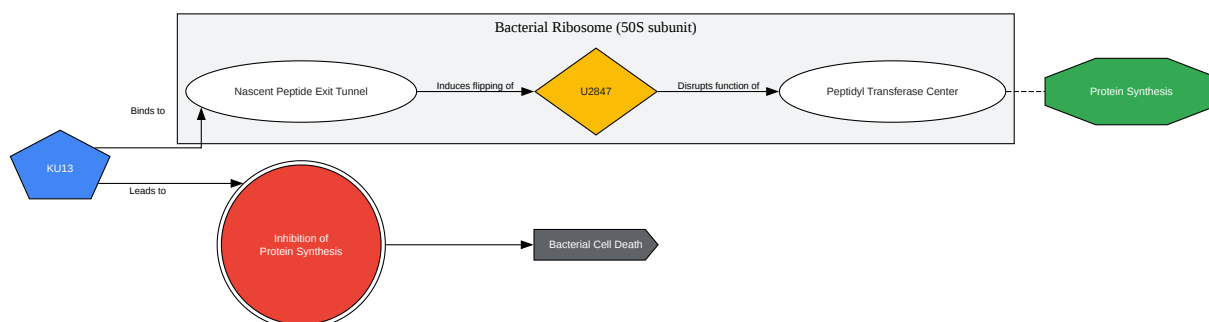 Bacterial Ribosome (50S subunit)
Nascent Peptide Exit Tunnel
Induces flipping of
U2847
Disrupts function of
Peptidyl Transferase Center
Protein Synthesis
Binds to
KU13
Leads to
Inhibition of
Protein Synthesis
Bacterial Cell Death